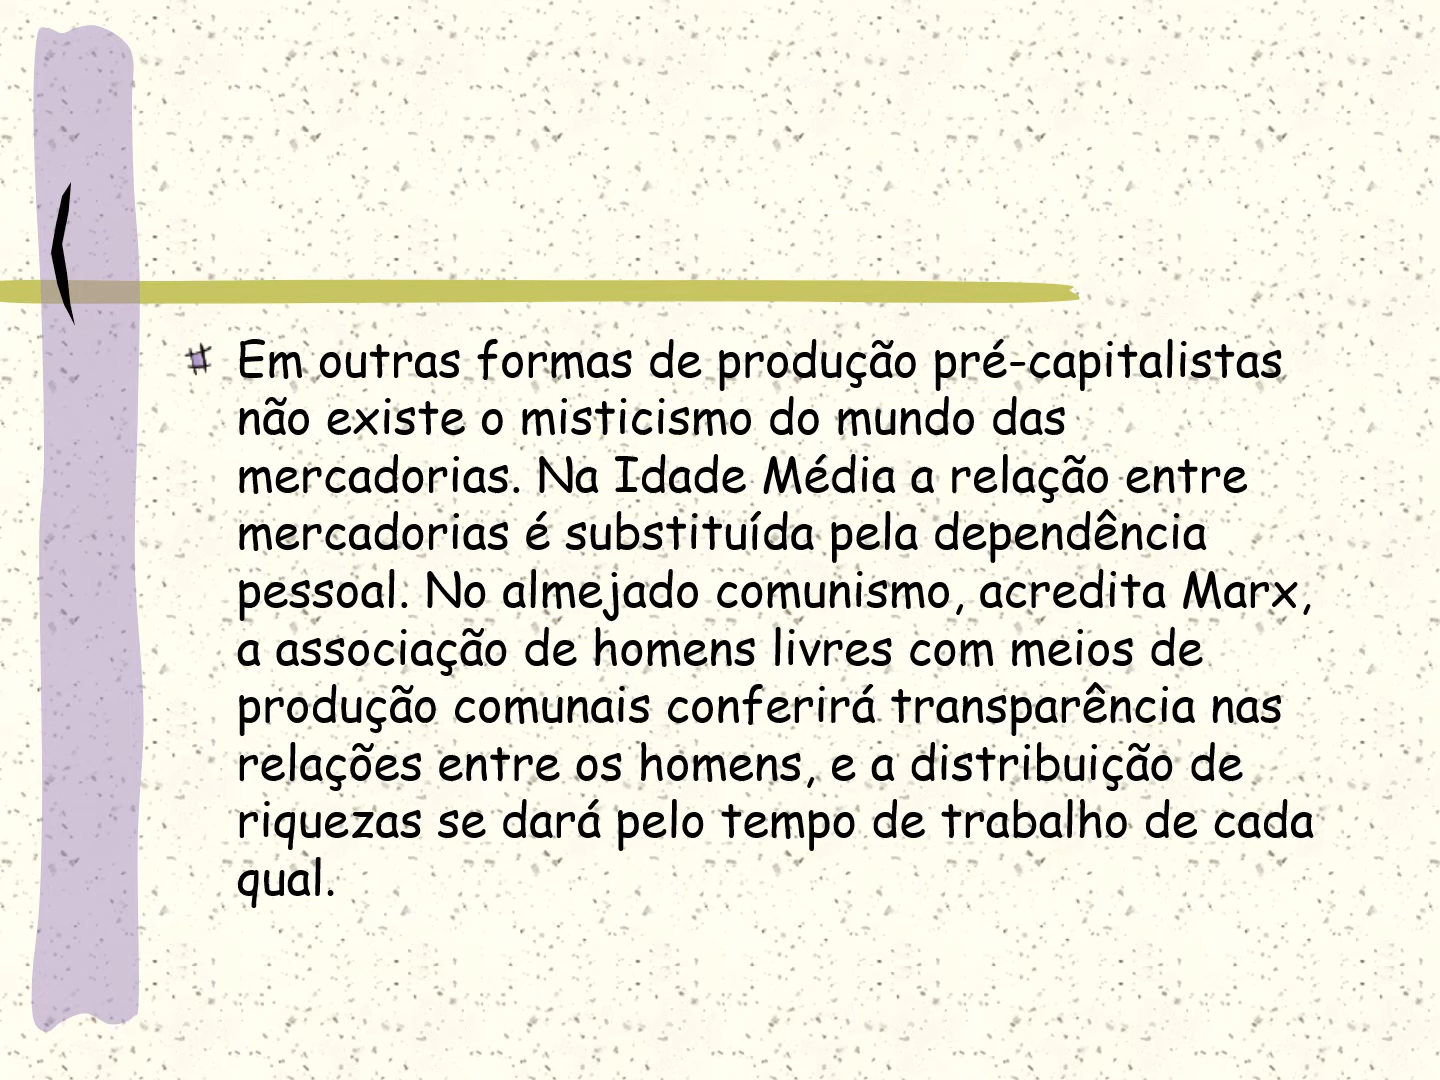 Em outras formas de produção pré-capitalistas
não existe o misticismo do mundo das
mercadorias. Na Idade Média a relação entre
mercadorias é substituída pela dependência
pessoal. No almejado comunismo, acredita Marx,
a associação de homens livres com meios de
produção comunais conferirá transparência nas
relações entre os homens, e a distribuição de
riquezas se dará pelo tempo de trabalho de cada
qual.